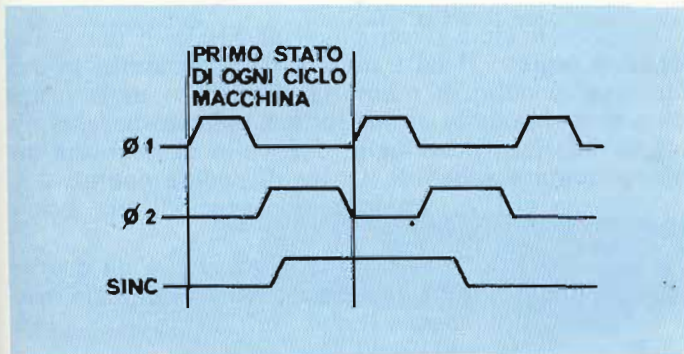 PRIMO STATO
DI OGNI CICLO
MACCHINA
Ø 1
Ø 2
SINC